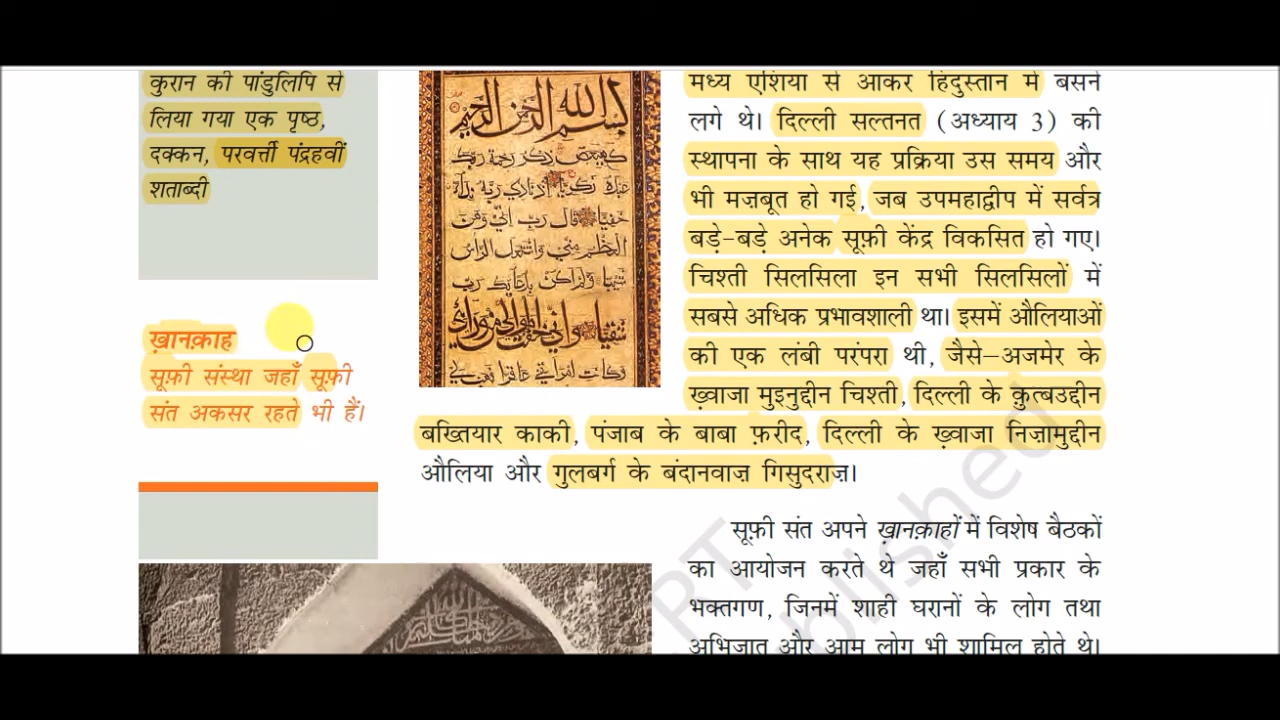 कुरान की पांडुलिपि से
लिया गया एक पृष्ठ,
दक्कन, परवर्त्ती पंद्रहवीं
शताब्दी
ख़ानक़ाह
सूफ़ी संस्था जहाँ सूफ़ी
संत अकसर रहते भी हैं।
بسم الله الرحمن الرحيم
मध्य एशिया से आकर हिंदुस्तान में बसने
लगे थे। दिल्ली सल्तनत (अध्याय 3) की
स्थापना के साथ यह प्रक्रिया उस समय और
भी मज़बूत हो गई, जब उपमहाद्वीप में सर्वत्र
बड़े-बड़े अनेक सूफ़ी केंद्र विकसित हो गए।
चिश्ती सिलसिला इन सभी सिलसिलों में
सबसे अधिक प्रभावशाली था। इसमें औलियाओं
की एक लंबी परंपरा थी, जैसे–अजमेर के
ख़्वाजा मुइनुद्दीन चिश्ती, दिल्ली के क़ुत्बउद्दीन
बख्तियार काकी, पंजाब के बाबा फ़रीद, दिल्ली के ख़्वाजा निज़ामुद्दीन
औलिया और गुलबर्ग के बंदानवाज़ गिसुदराज़।
सूफ़ी संत अपने ख़ानक़ाहों में विशेष बैठकों
का आयोजन करते थे जहाँ सभी प्रकार के
भक्तगण, जिनमें शाही घरानों के लोग तथा
अभिजात और आम लोग भी शामिल होते थे।